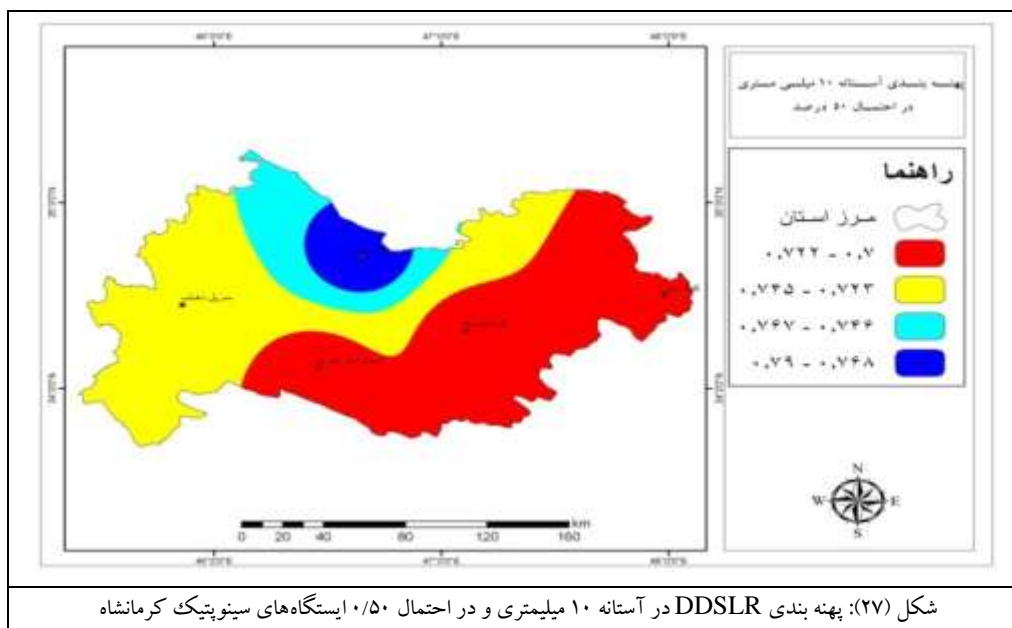 پهنه بندی آستانه ۱۰ میلیمتری
در احتمال ۵۰ درصد
راهنما
مرز استان
۰٫۷۲۲ - ۰٫۷
۰٫۷۴۵ - ۰٫۷۲۳
۰٫۷۶۷ - ۰٫۷۴۶
۰٫۷۹ - ۰٫۷۶۸
N
W E
S
km
0 20 40 80 120 160
شکل (۲۷): پهنه بندی DDSLR در آستانه ۱۰ میلیمتری و در احتمال ۰/۵۰ ایستگاه‌های سینوپتیک کرمانشاه